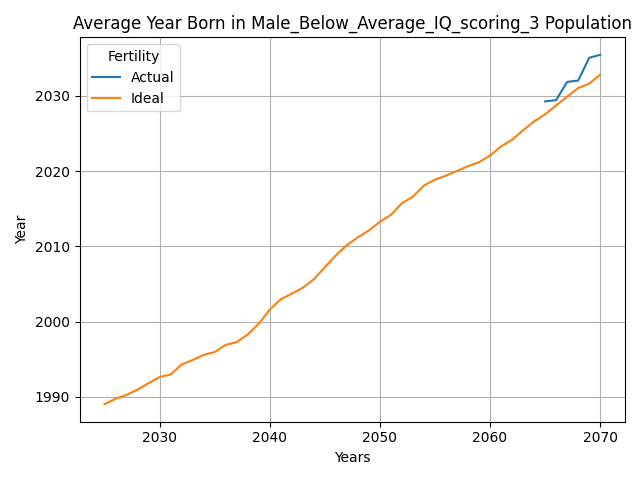 Average Year Born in Male_Below_Average_IQ_scoring_3 Population
Fertility
Actual
Ideal
2030
2020
2010
2000
1990
Year
2030 2040 2050 2060 2070
Years